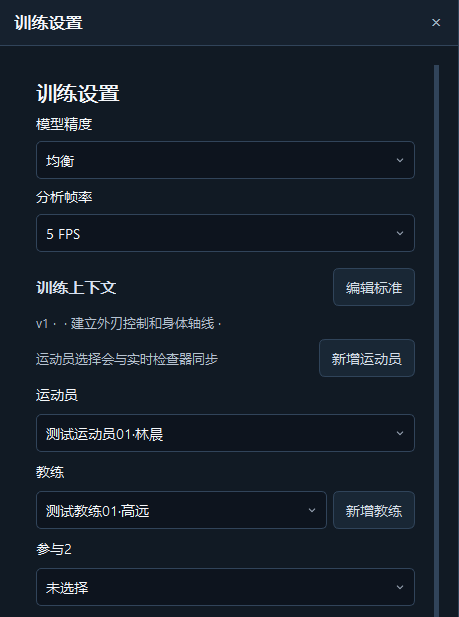 训练设置
×
训练设置
模型精度
均衡
分析帧率
5 FPS
训练上下文
编辑标准
v1 · · 建立外刃控制和身体轴线 ·
运动员选择会与实时检查器同步
新增运动员
运动员
测试运动员01·林晨
教练
测试教练01·高远
新增教练
参与2
未选择